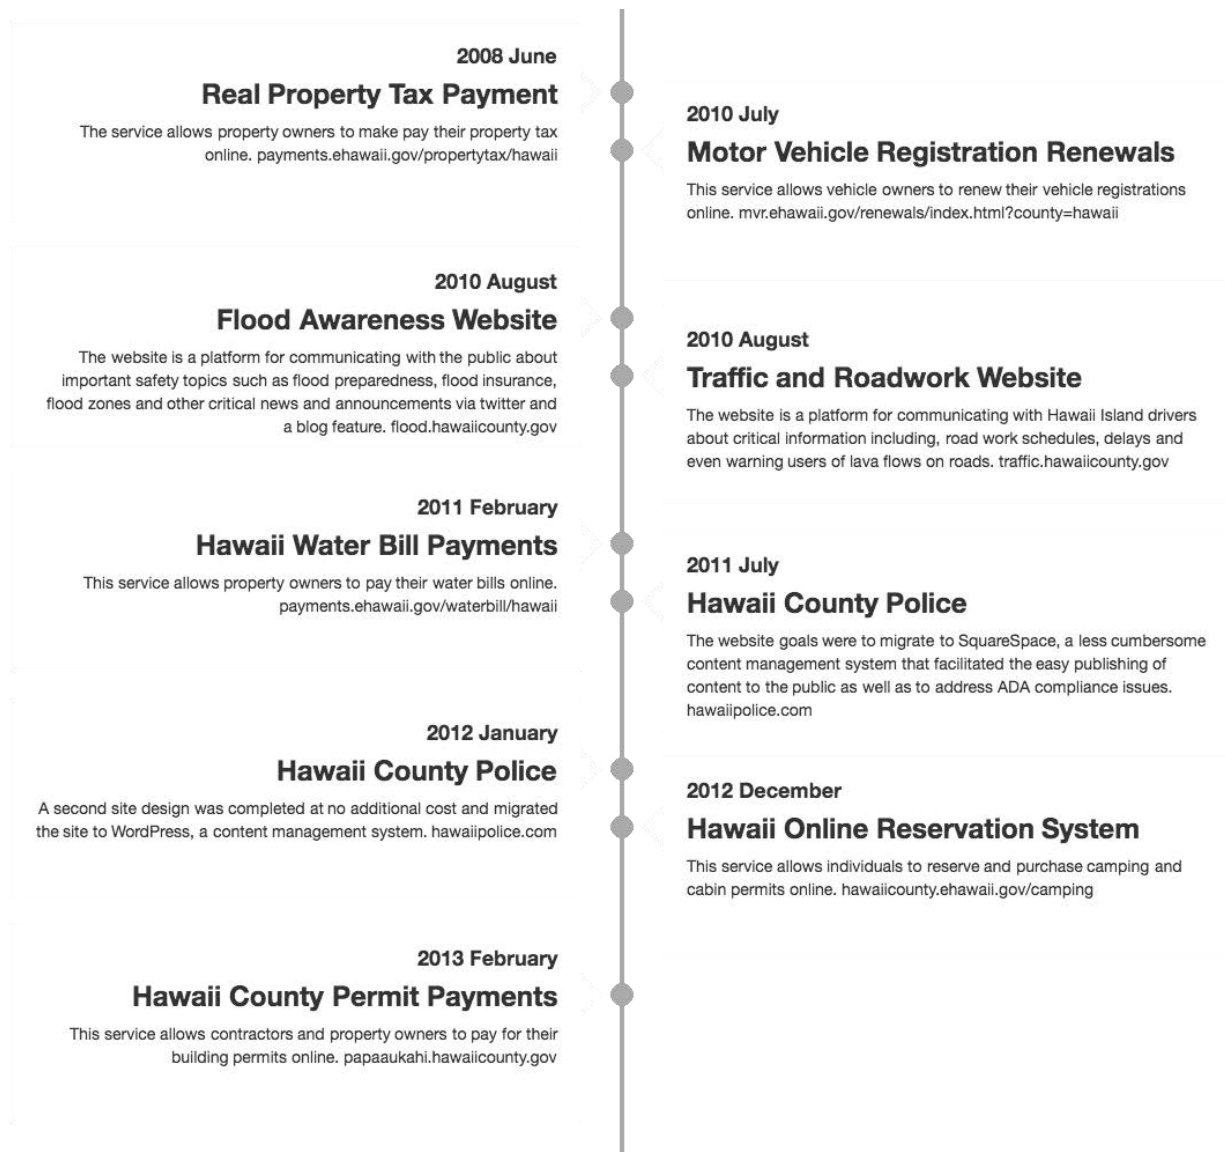 2008 June
Real Property Tax Payment
The service allows property owners to make pay their property tax
online. payments.ehawaii.gov/propertytax/hawaii
2010 July
Motor Vehicle Registration Renewals
This service allows vehicle owners to renew their vehicle registrations
online. mvr.ehawaii.gov/renewals/index.html?county=hawaii
2010 August
Flood Awareness Website
The website is a platform for communicating with the public about
important safety topics such as flood preparedness, flood insurance,
flood zones and other critical news and announcements via twitter and
a blog feature. flood.hawaiicounty.gov
2010 August
Traffic and Roadwork Website
The website is a platform for communicating with Hawaii Island drivers
about critical information including, road work schedules, delays and
even warning users of lava flows on roads. traffic.hawaiicounty.gov
2011 February
Hawaii Water Bill Payments
This service allows property owners to pay their water bills online.
payments.ehawaii.gov/waterbill/hawaii
2011 July
Hawaii County Police
The website goals were to migrate to SquareSpace, a less cumbersome
content management system that facilitated the easy publishing of
content to the public as well as to address ADA compliance issues.
hawaiipolice.com
2012 January
Hawaii County Police
A second site design was completed at no additional cost and migrated
the site to WordPress, a content management system. hawaiipolice.com
2012 December
Hawaii Online Reservation System
This service allows individuals to reserve and purchase camping and
cabin permits online. hawaiicounty.ehawaii.gov/camping
2013 February
Hawaii County Permit Payments
This service allows contractors and property owners to pay for their
building permits online. papaaukahi.hawaiicounty.gov